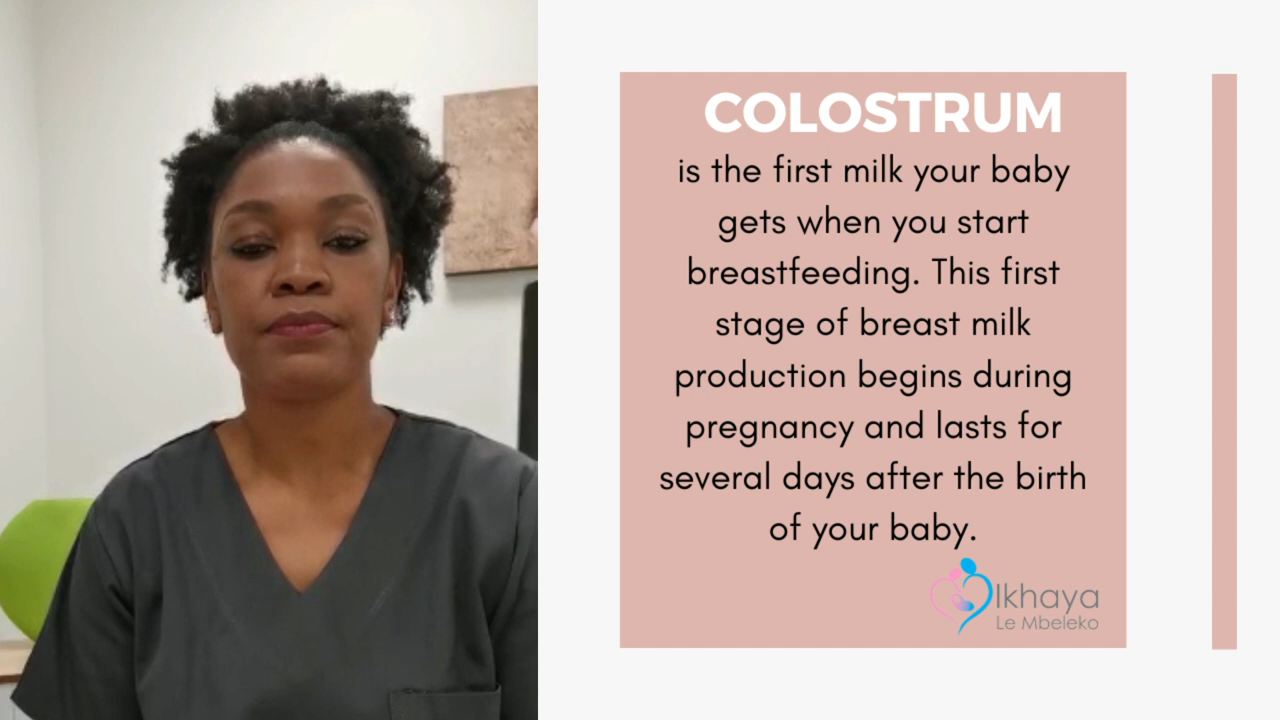 COLOSTRUM
is the first milk your baby
gets when you start
breastfeeding. This first
stage of breast milk
production begins during
pregnancy and lasts for
several days after the birth
of your baby.
Ikhaya
Le Mbeleko